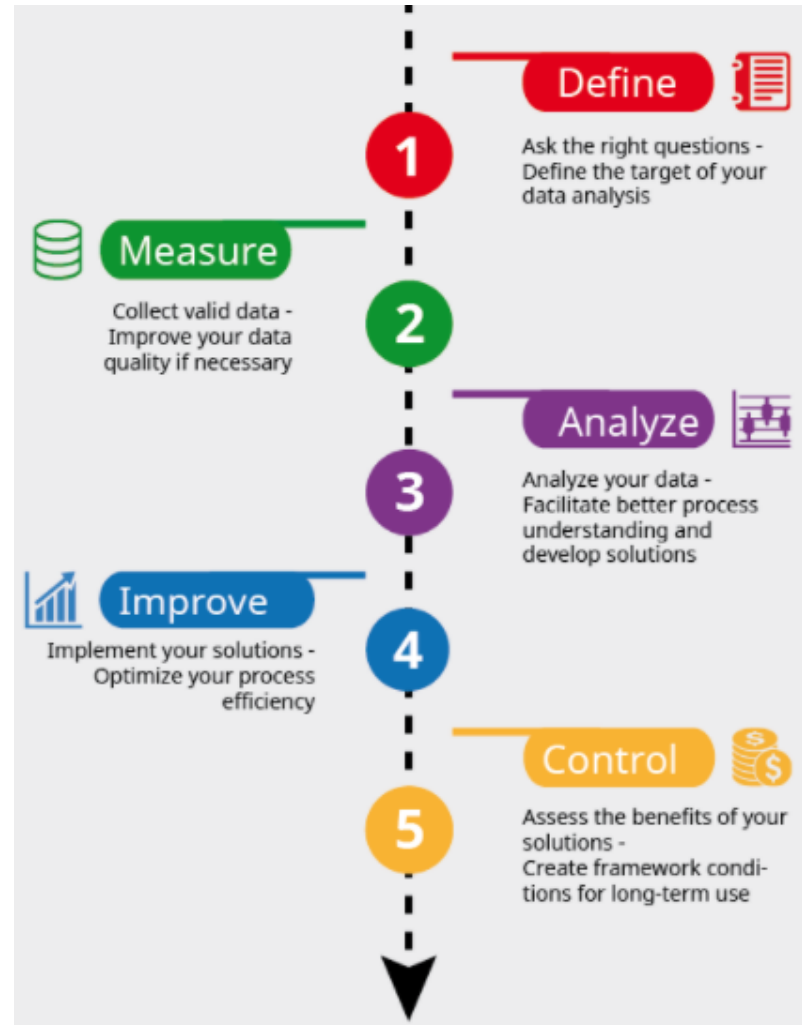 Define
1
Ask the right questions -
Define the target of your
data analysis
Measure
2
Collect valid data -
Improve your data
quality if necessary
Analyze
3
Analyze your data -
Facilitate better process
understanding and
develop solutions
Improve
4
Implement your solutions -
Optimize your process
efficiency
Control
$
$
5
Assess the benefits of your
solutions -
Create framework condi-
tions for long-term use